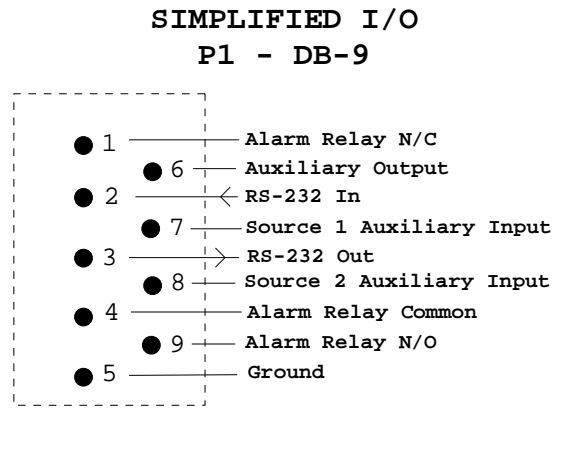 SIMPLIFIED I/O
P1 - DB-9
1 Alarm Relay N/C
6 Auxiliary Output
2 RS-232 In
7 Source 1 Auxiliary Input
3 RS-232 Out
8 Source 2 Auxiliary Input
4 Alarm Relay Common
9 Alarm Relay N/O
5 Ground